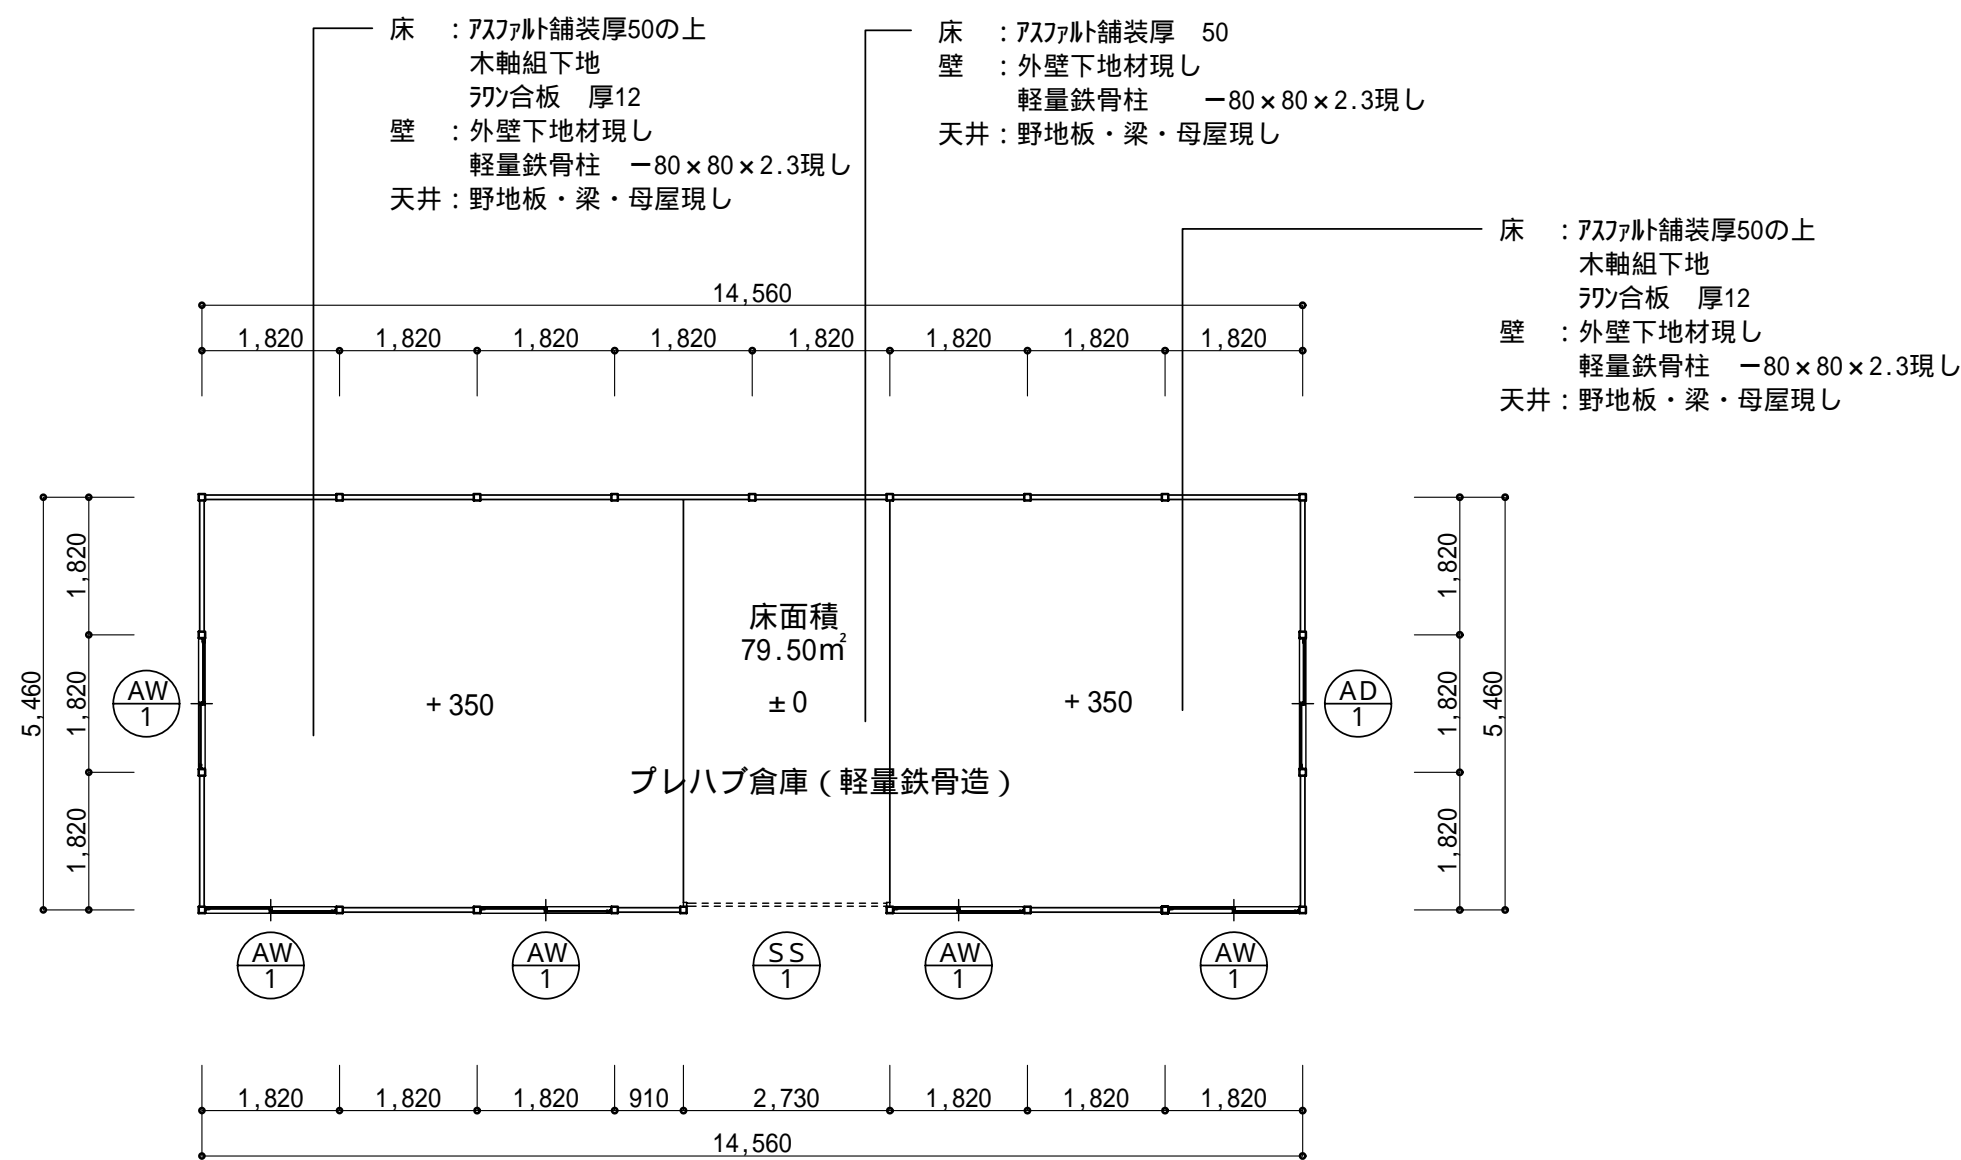 床　：ｱｽﾌｧﾙﾄ舗装厚50の上
木軸組下地
ﾗﾜﾝ合板　厚12
壁　：外壁下地材現し
軽量鉄骨柱　－80×80×2.3現し
天井：野地板・梁・母屋現し
床　：ｱｽﾌｧﾙﾄ舗装厚　50
壁　：外壁下地材現し
軽量鉄骨柱　　－80×80×2.3現し
天井：野地板・梁・母屋現し
床　：ｱｽﾌｧﾙﾄ舗装厚50の上
木軸組下地
ﾗﾜﾝ合板　厚12
壁　：外壁下地材現し
軽量鉄骨柱　－80×80×2.3現し
天井：野地板・梁・母屋現し
14,560
1,820 1,820 1,820 1,820 1,820 1,820 1,820 1,820
5,460
1,820
1,820
1,820
AW
1
床面積
79.50㎡
+350
±0
+350
プレハブ倉庫（軽量鉄骨造）
AD
1
1,820
1,820
1,820
5,460
AW
1
AW
1
SS
1
AW
1
AW
1
1,820 1,820 1,820 910 2,730 1,820 1,820 1,820
14,560